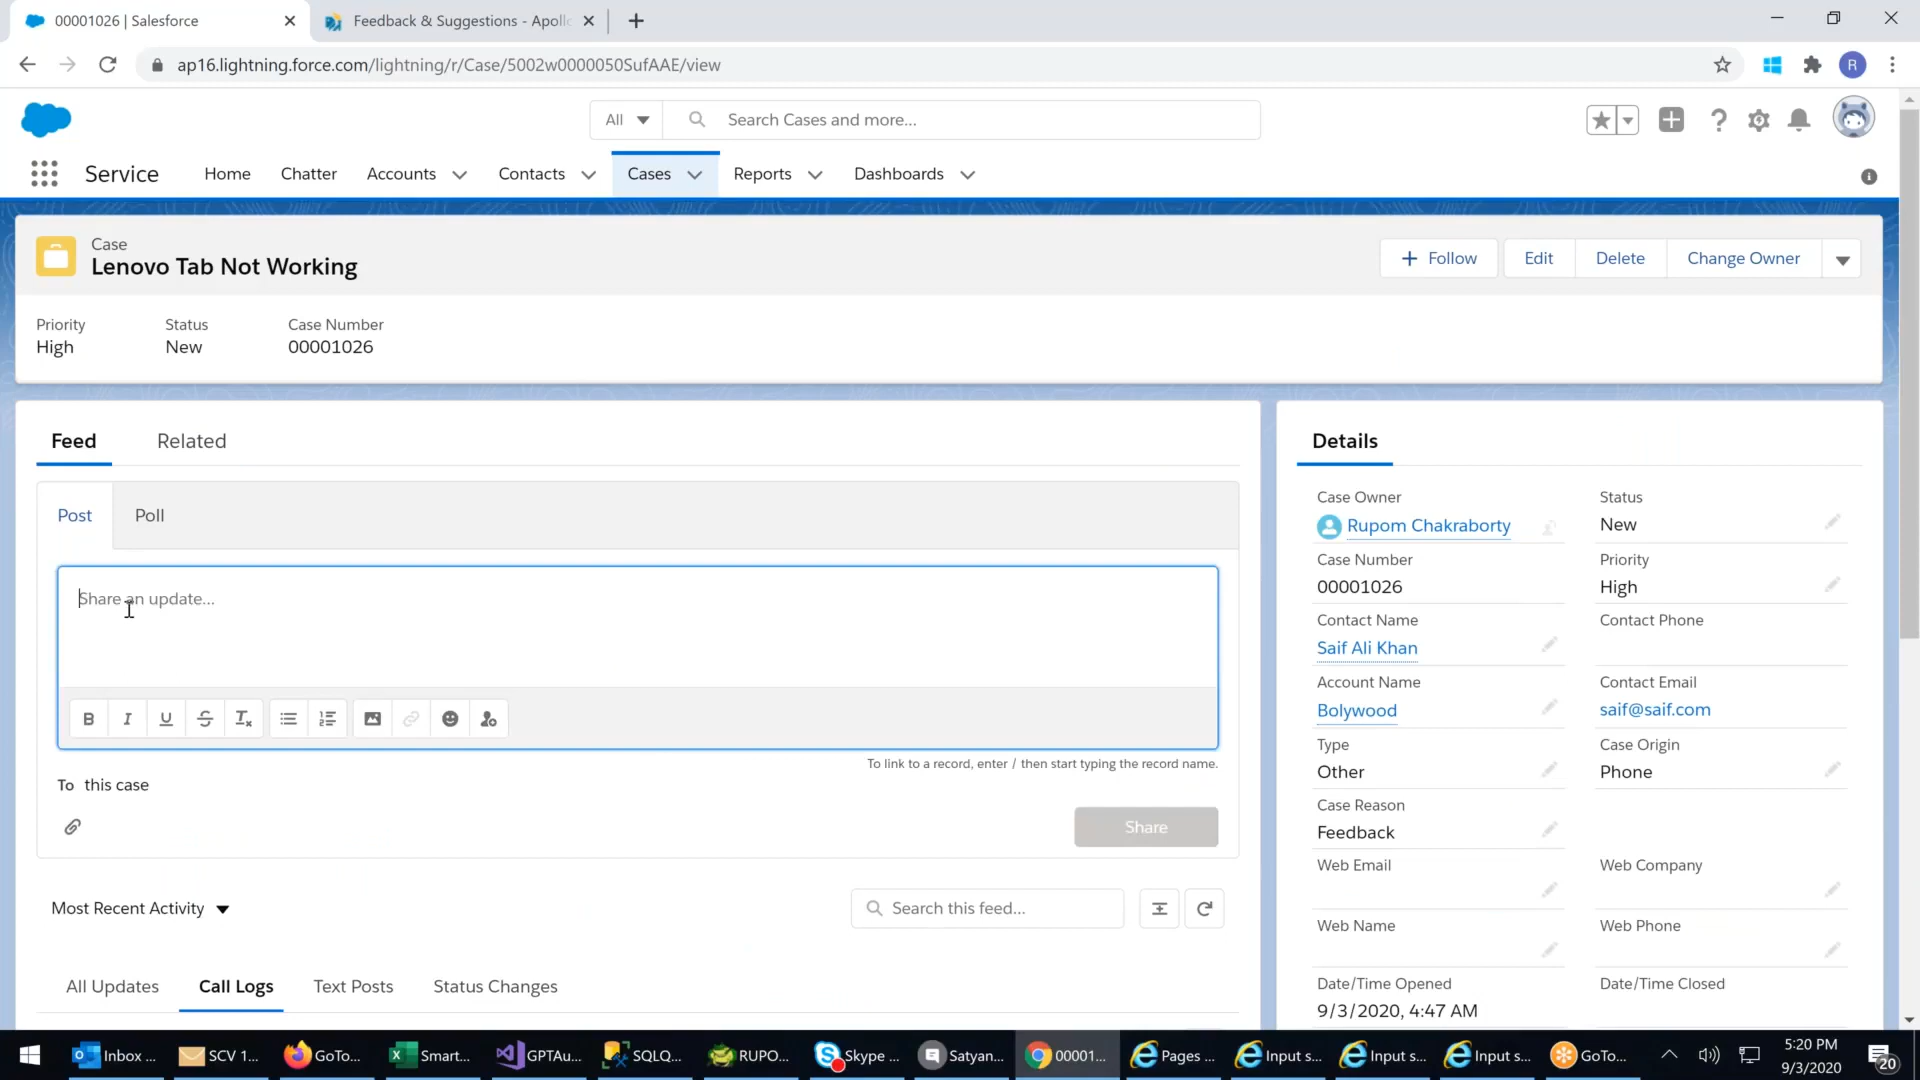 00001026 | Salesforce
Feedback & Suggestions - Apollo
ap16.lightning.force.com/lightning/r/Case/5002w0000050SufAAE/view
R
All
Search Cases and more...
Service
Home
Chatter
Accounts
Contacts
Cases
Reports
Dashboards
Case
Lenovo Tab Not Working
+ Follow
Edit
Delete
Change Owner
Priority
High
Status
New
Case Number
00001026
Feed
Related
Post
Poll
Share an update...
B
I
U
S
Tx
To link to a record, enter / then start typing the record name.
To this case
Share
Most Recent Activity
Search this feed...
All Updates
Call Logs
Text Posts
Status Changes
Details
Case Owner
Rupom Chakraborty
Status
New
Case Number
00001026
Priority
High
Contact Name
Saif Ali Khan
Contact Phone
Account Name
Bolywood
Contact Email
saif@saif.com
Type
Other
Case Origin
Phone
Case Reason
Feedback
Web Email
Web Company
Web Name
Web Phone
Date/Time Opened
9/3/2020, 4:47 AM
Date/Time Closed
Inbox ...
SCV 1...
GoTo...
Smart...
GPTAu...
SQLQ...
RUPO...
Skype ...
Satyan...
00001...
Pages ...
Input s...
Input s...
Input s...
GoTo...
5:20 PM
9/3/2020
20